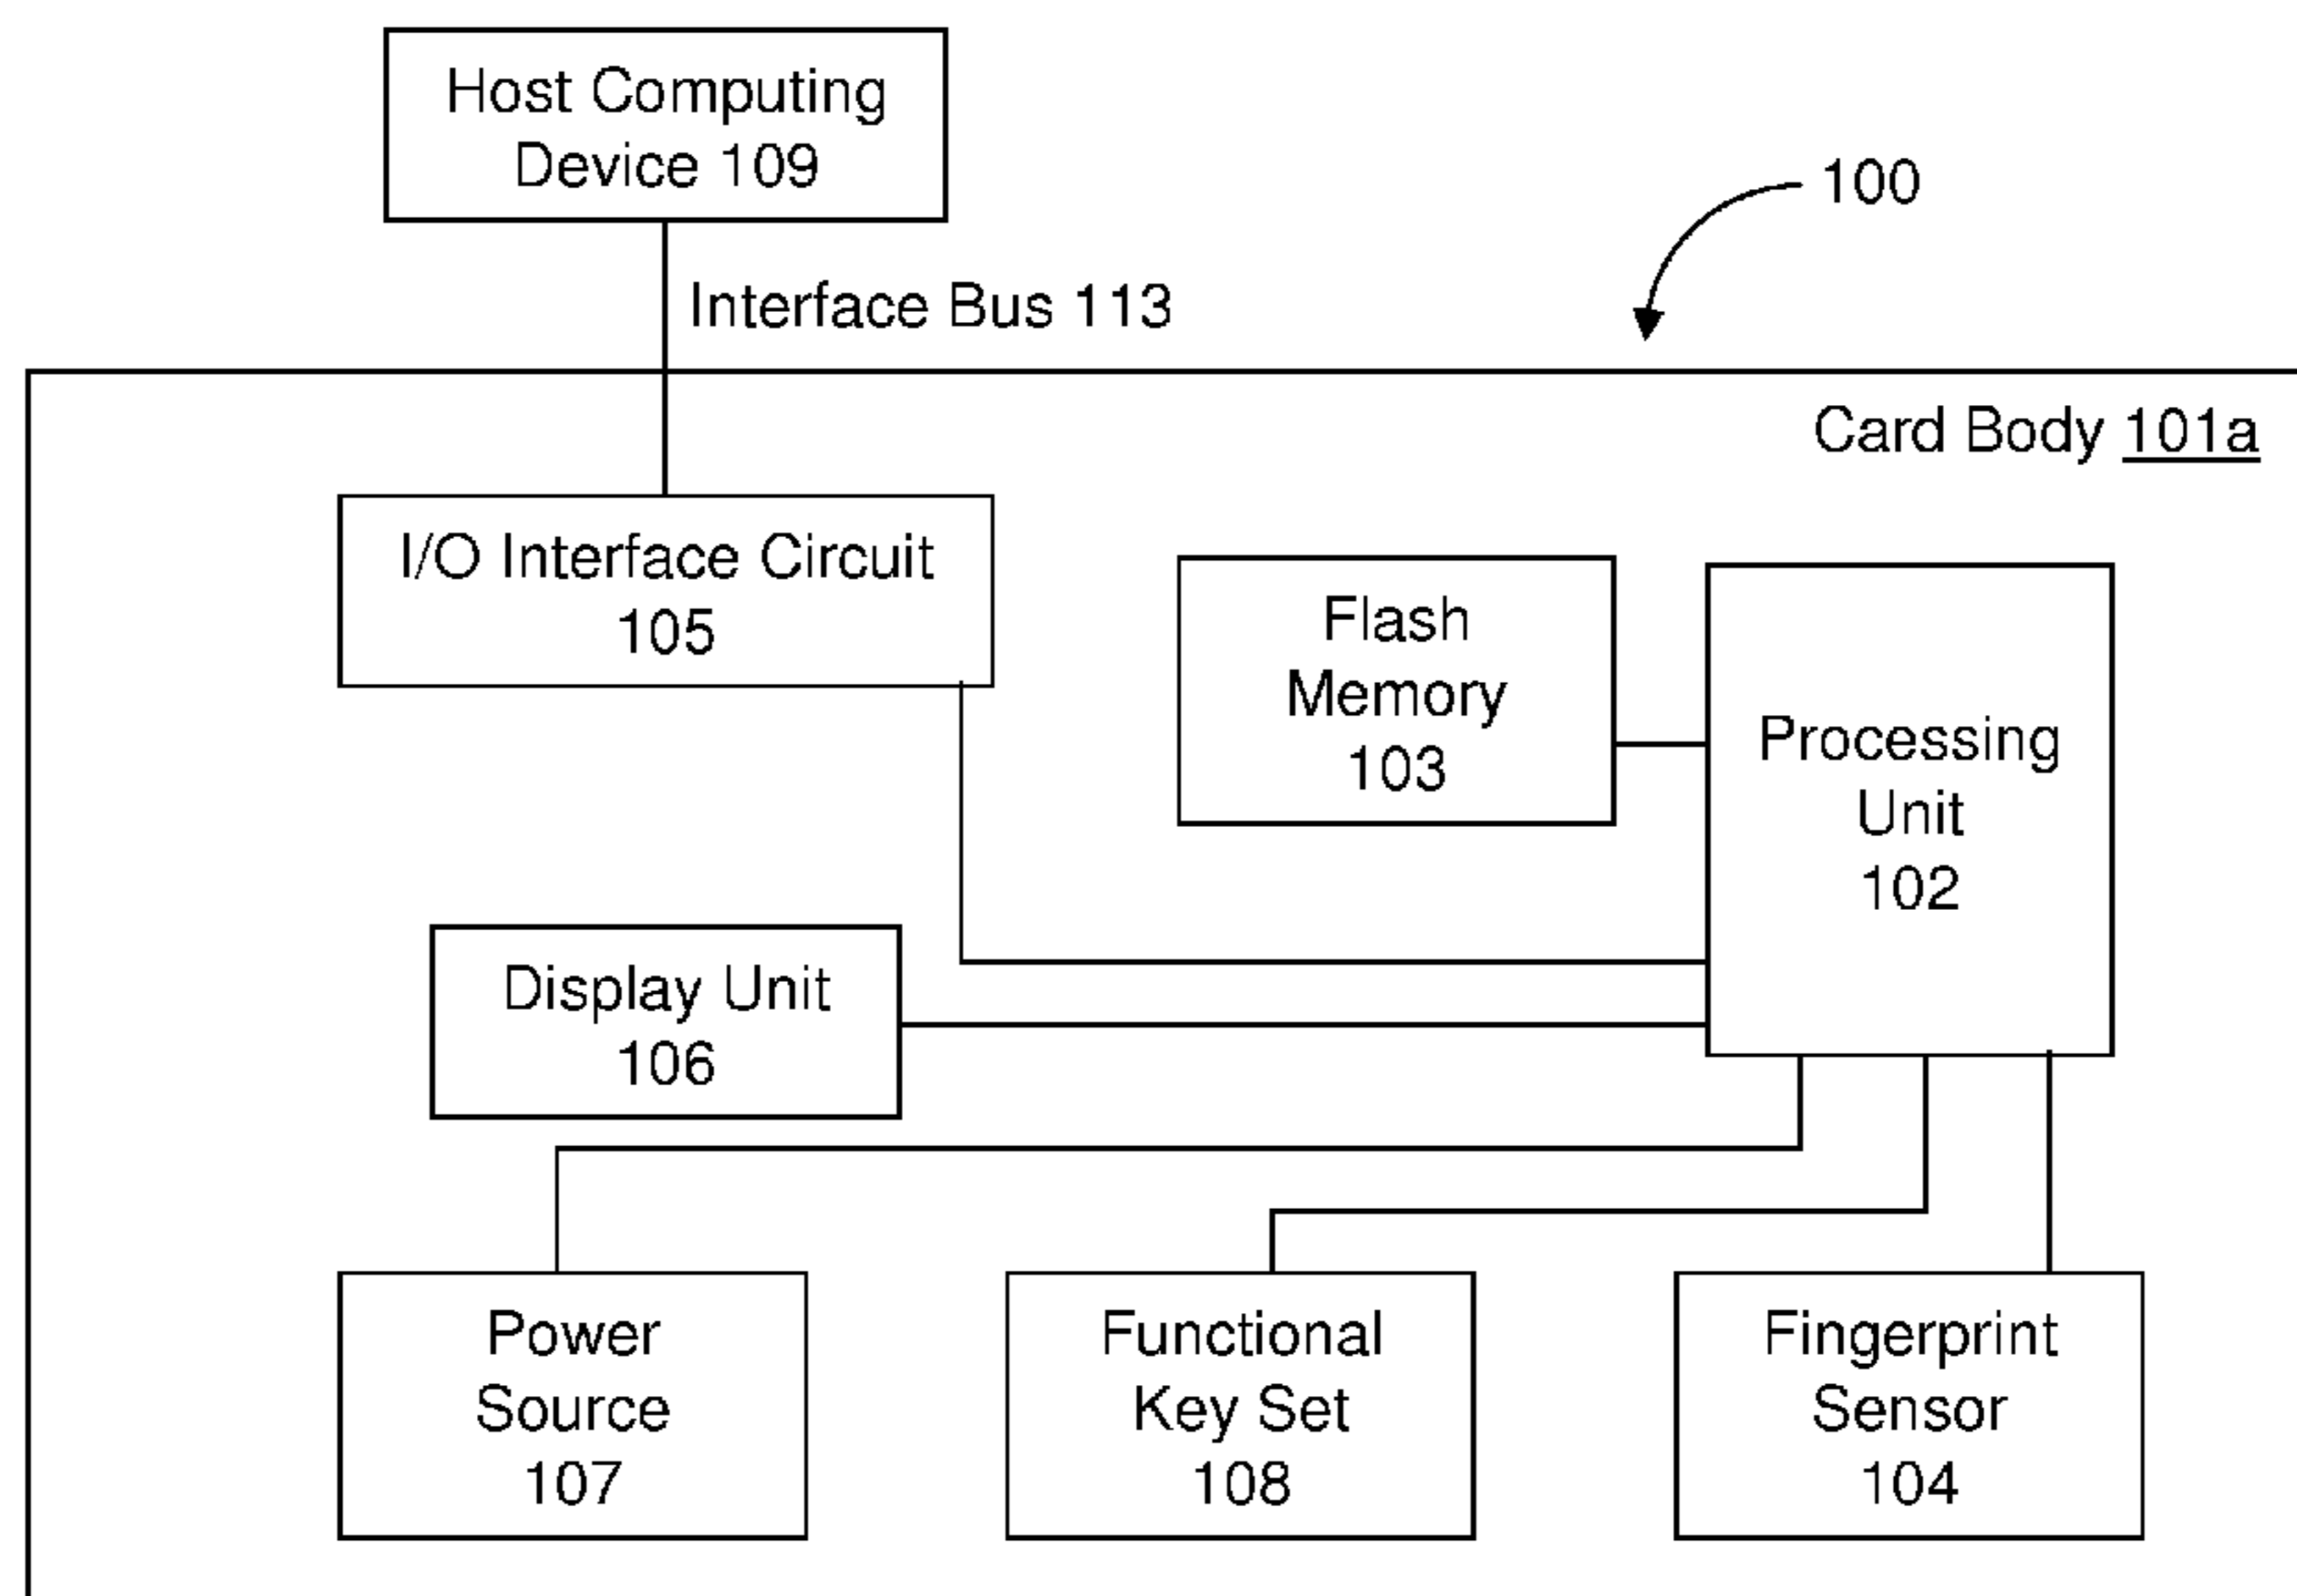 Host Computing
Device 109
100
Interface Bus 113
Card Body 101a
I/O Interface Circuit
105
Flash
Memory
103
Processing
Unit
102
Display Unit
106
Power
Source
107
Functional
Key Set
108
Fingerprint
Sensor
104